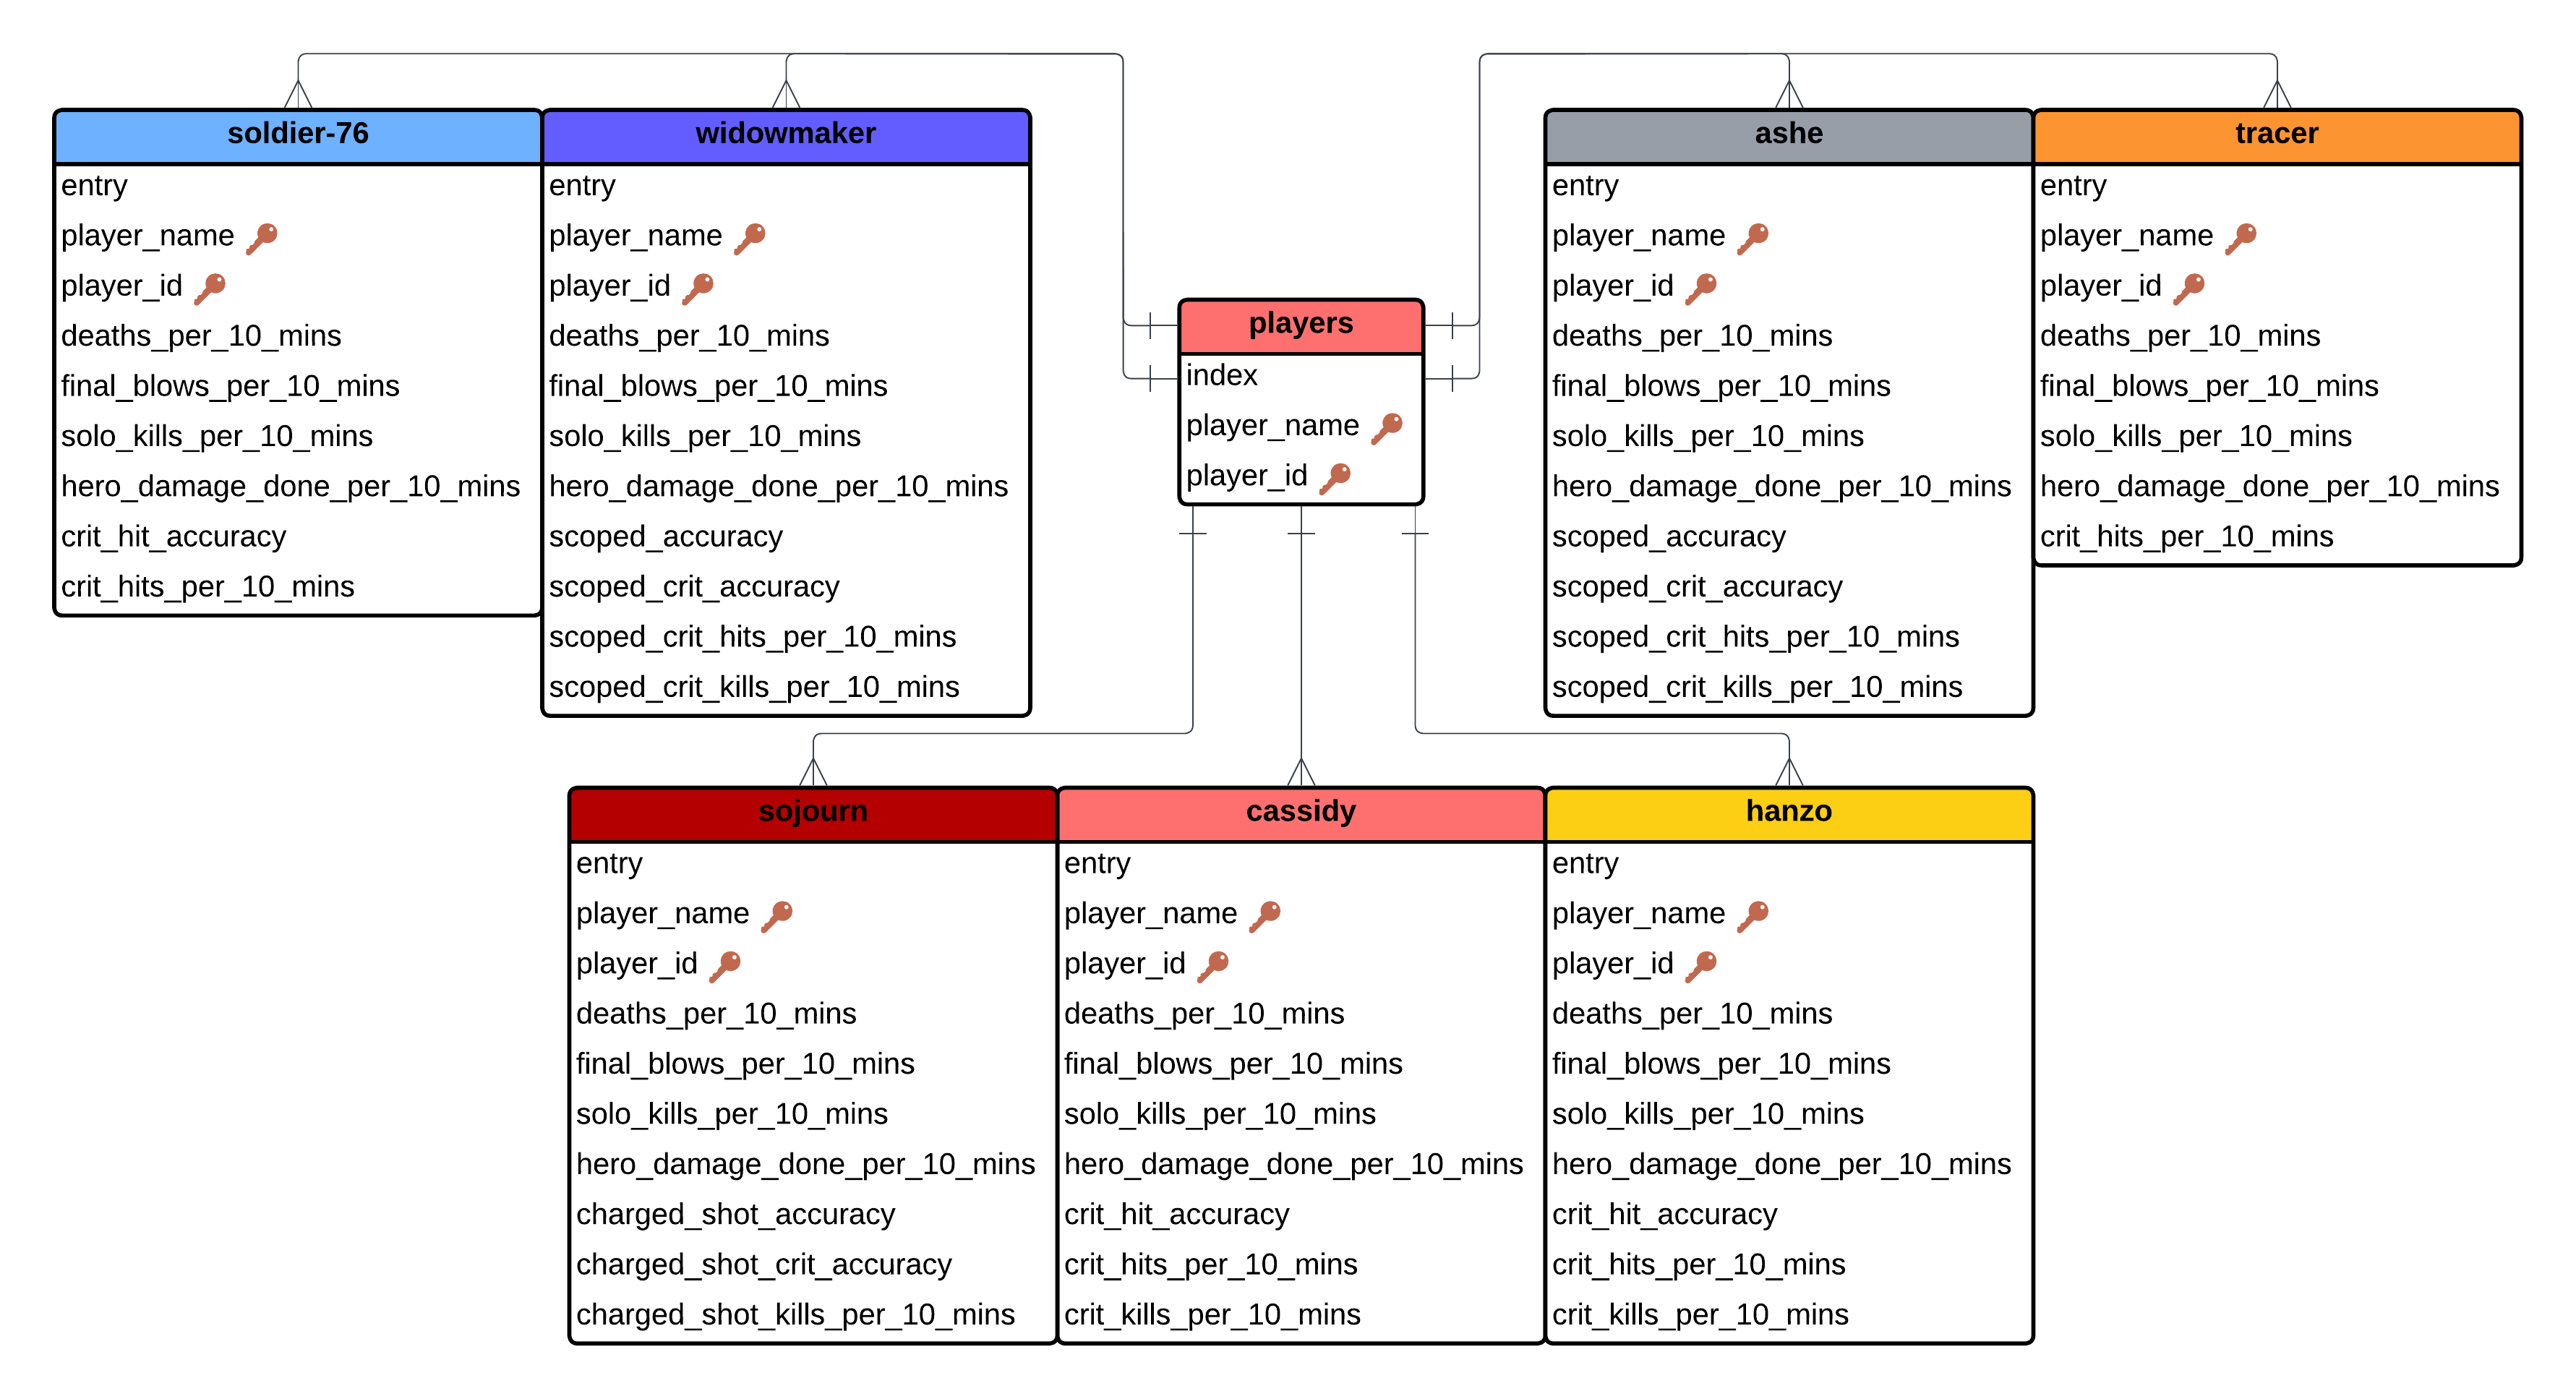 soldier-76
entry
player_name
player_id
deaths_per_10_mins
final_blows_per_10_mins
solo_kills_per_10_mins
hero_damage_done_per_10_mins
crit_hit_accuracy
crit_hits_per_10_mins
widowmaker
entry
player_name
player_id
deaths_per_10_mins
final_blows_per_10_mins
solo_kills_per_10_mins
hero_damage_done_per_10_mins
scoped_accuracy
scoped_crit_accuracy
scoped_crit_hits_per_10_mins
scoped_crit_kills_per_10_mins
players
index
player_name
player_id
ashe
entry
player_name
player_id
deaths_per_10_mins
final_blows_per_10_mins
solo_kills_per_10_mins
hero_damage_done_per_10_mins
scoped_accuracy
scoped_crit_accuracy
scoped_crit_hits_per_10_mins
scoped_crit_kills_per_10_mins
tracer
entry
player_name
player_id
deaths_per_10_mins
final_blows_per_10_mins
solo_kills_per_10_mins
hero_damage_done_per_10_mins
crit_hits_per_10_mins
sojourn
entry
player_name
player_id
deaths_per_10_mins
final_blows_per_10_mins
solo_kills_per_10_mins
hero_damage_done_per_10_mins
charged_shot_accuracy
charged_shot_crit_accuracy
charged_shot_kills_per_10_mins
cassidy
entry
player_name
player_id
deaths_per_10_mins
final_blows_per_10_mins
solo_kills_per_10_mins
hero_damage_done_per_10_mins
crit_hit_accuracy
crit_hits_per_10_mins
crit_kills_per_10_mins
hanzo
entry
player_name
player_id
deaths_per_10_mins
final_blows_per_10_mins
solo_kills_per_10_mins
hero_damage_done_per_10_mins
crit_hit_accuracy
crit_hits_per_10_mins
crit_kills_per_10_mins